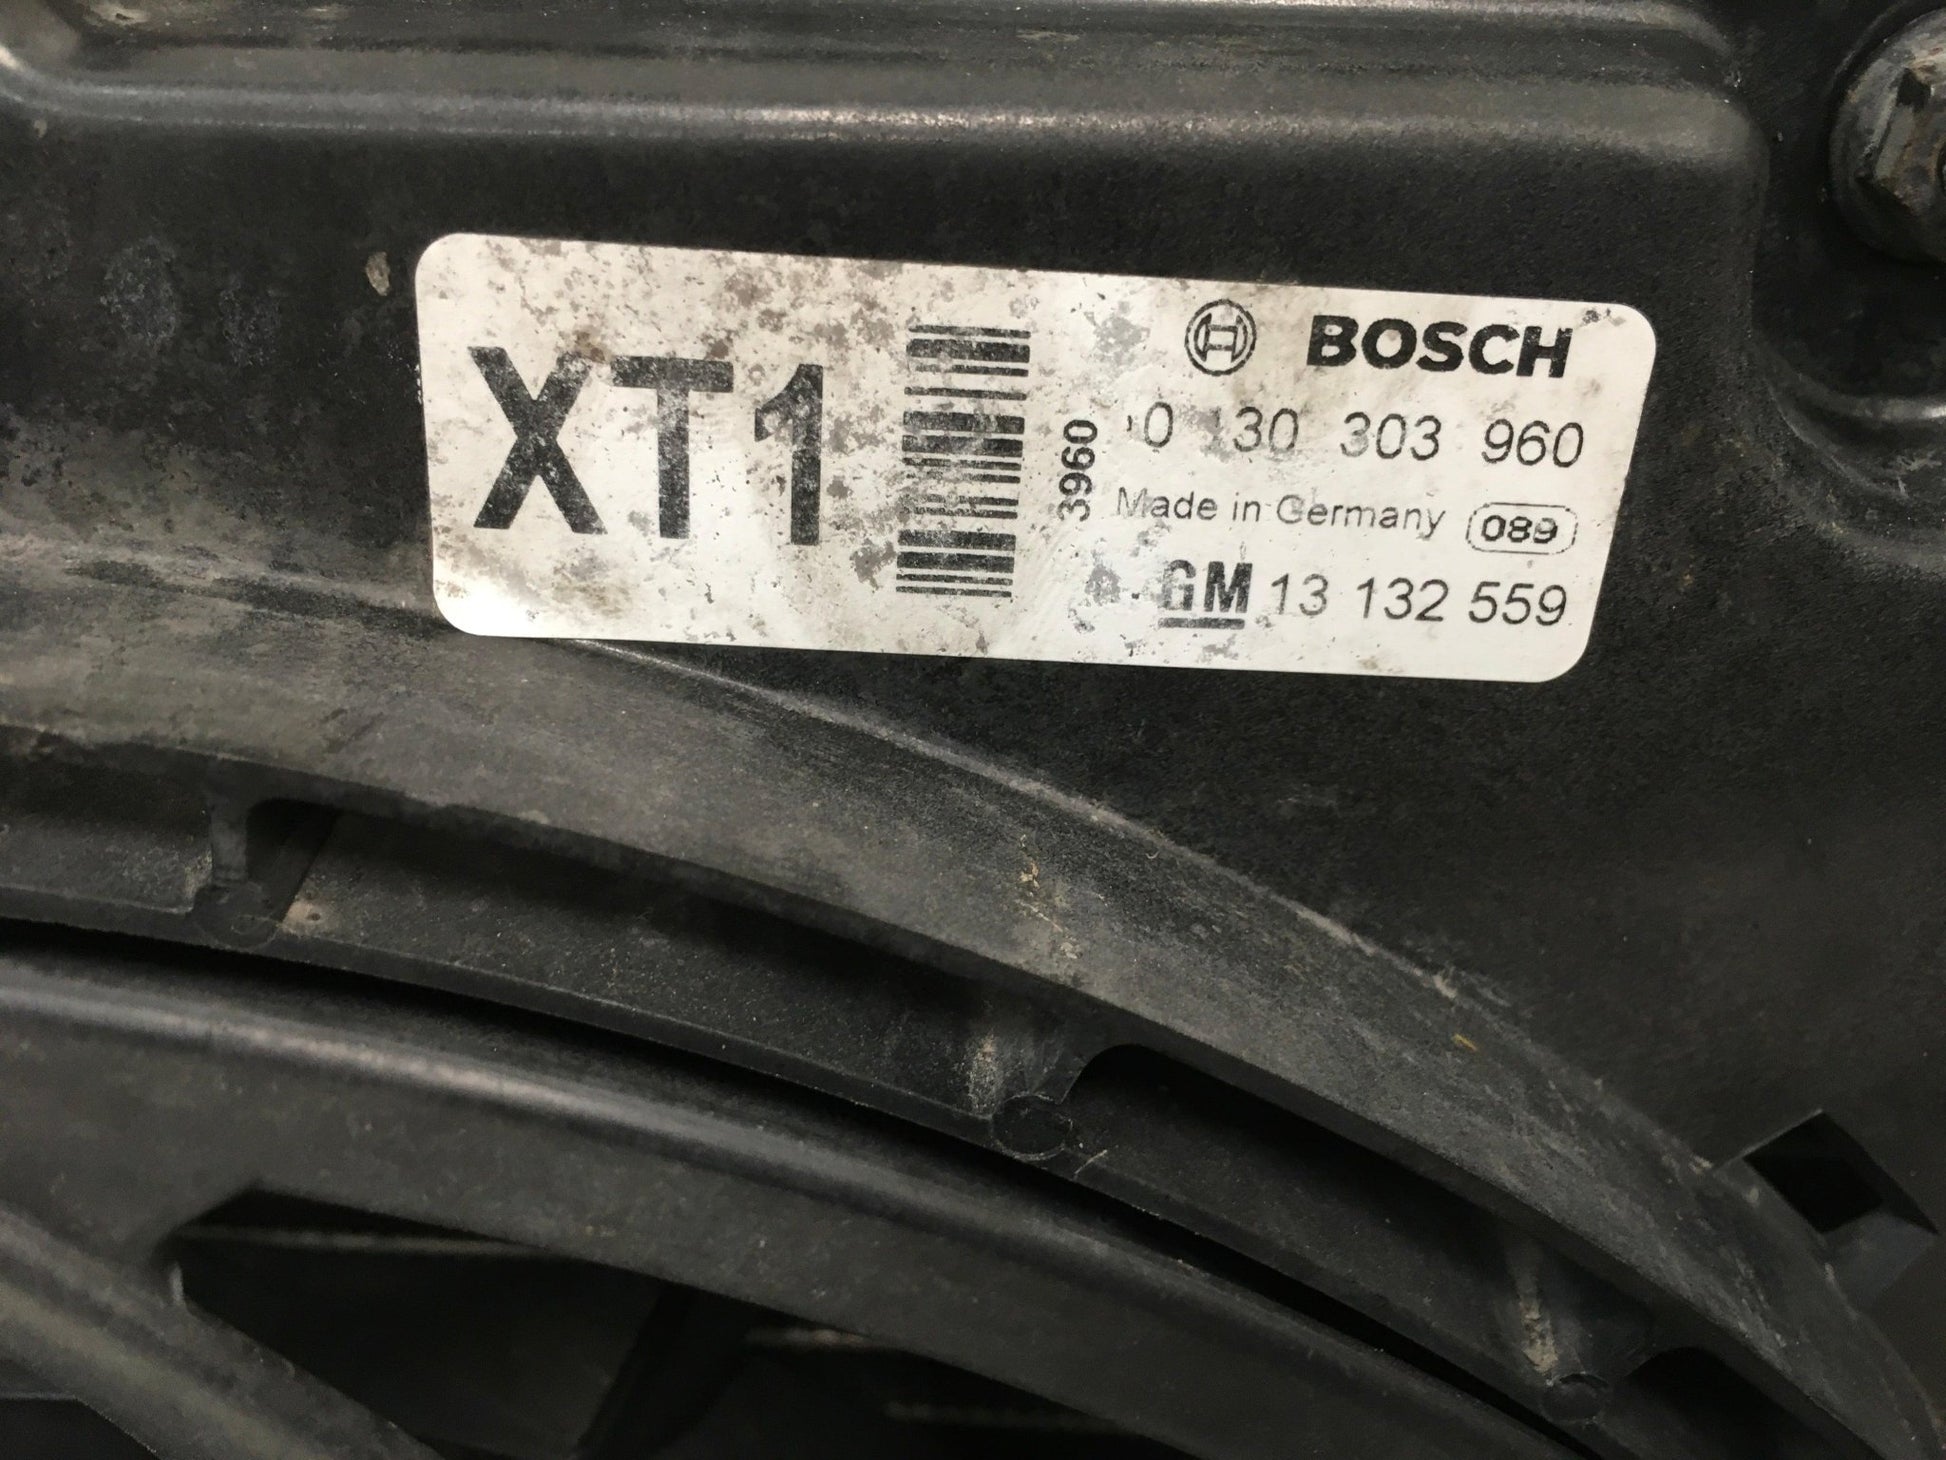 XT1
3960
BOSCH
0 130 303 960
Made in Germany 089
GM 13 132 559